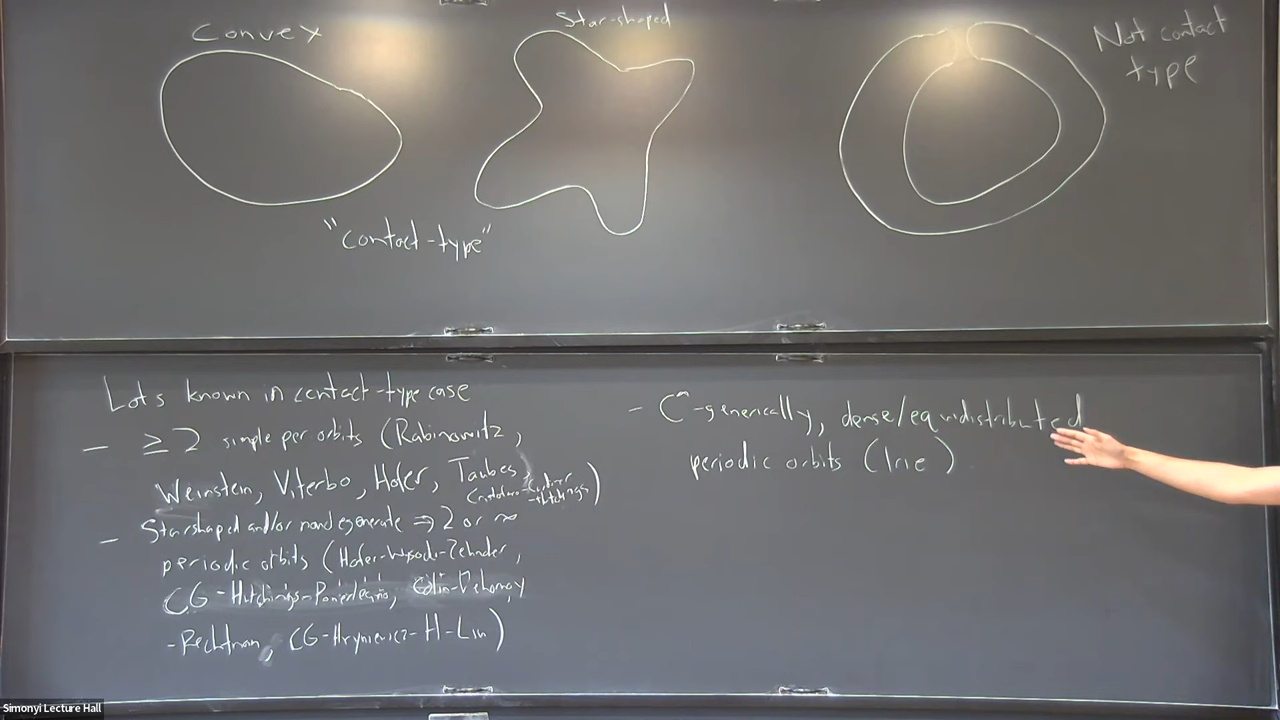 Convex
Star-shaped
Not contact
type
"contact-type"
Lots known in contact-type case
- ≥ 2 simple per orbits (Rabinowitz,
Weinstein, Viterbo, Hofer, Taubes,
Cristofaro-Gardiner
-Hutchings)
- Starshaped and/or nondegenerate ⇒ 2 or ∞
periodic orbits (Hofer-Wysocki-Zehnder,
CG-Hutchings-Pomerleano, Colin-Dehornoy
-Rechtman, CG-Hryniewicz-H-Liu)
- C^∞-generically, dense/equidistributed
periodic orbits (Irie)
Simonyi Lecture Hall